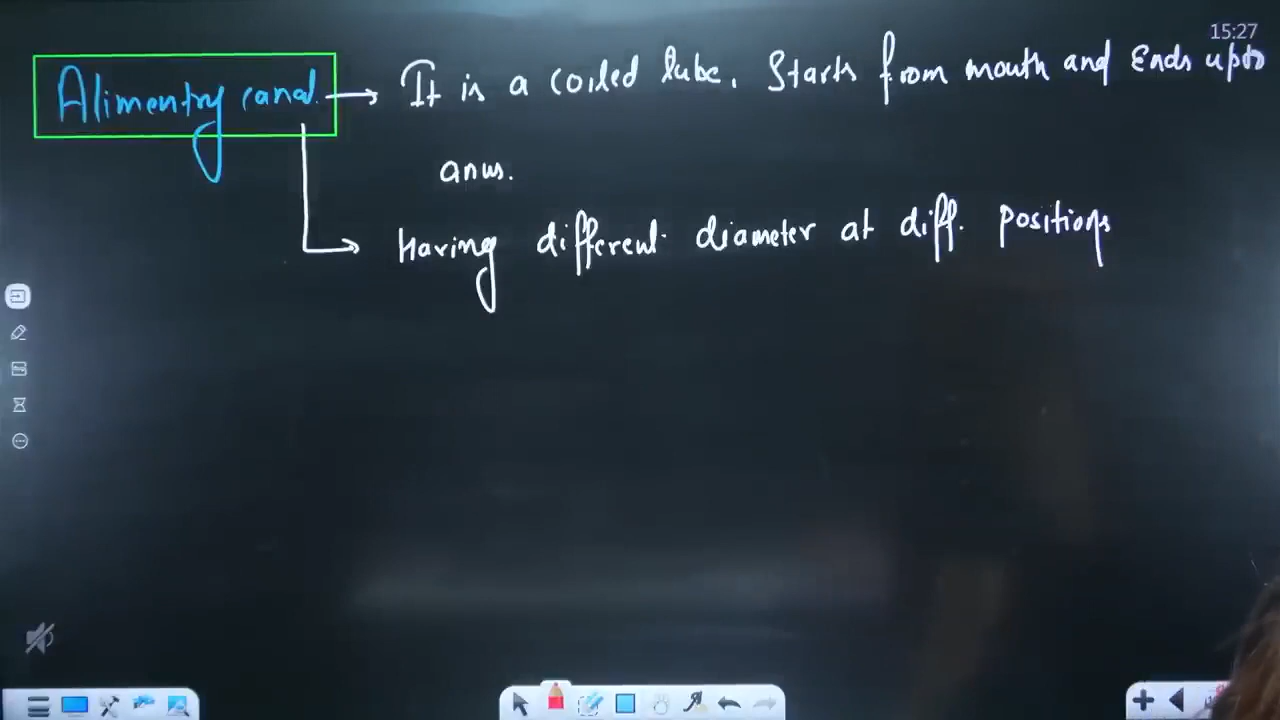 15:27
Alimentry canal → It is a coiled tube. Starts from mouth and Ends upto
anus.
Having different diameter at diff. positions